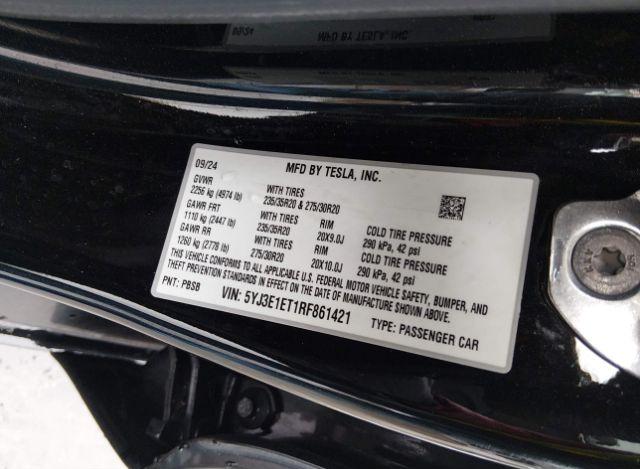 09/24 MFD BY TESLA, INC.
GVWR
2256 kg (4974 lb) WITH TIRES
235/35R20 & 275/30R20
GAWR FRT WITH TIRES RIM COLD TIRE PRESSURE
1110 kg (2447 lb) 235/35R20 20X9.0J 290 kPa, 42 psi
GAWR RR WITH TIRES RIM COLD TIRE PRESSURE
1260 kg (2778 lb) 275/30R20 20X10.0J 290 kPa, 42 psi
THIS VEHICLE CONFORMS TO ALL APPLICABLE U.S. FEDERAL MOTOR VEHICLE SAFETY, BUMPER, AND
THEFT PREVENTION STANDARDS IN EFFECT ON THE DATE OF MANUFACTURE SHOWN ABOVE.
PNT: PBSB VIN: 5YJ3E1ET1RF861421 TYPE: PASSENGER CAR